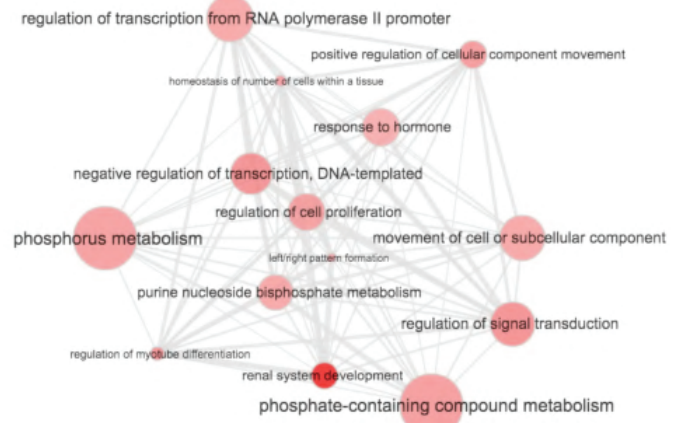 regulation of transcription from RNA polymerase II promoter
positive regulation of cellular component movement
homeostasis of number of cells within a tissue
response to hormone
negative regulation of transcription, DNA-templated
regulation of cell proliferation
phosphorus metabolism
movement of cell or subcellular component
left/right pattern formation
purine nucleoside bisphosphate metabolism
regulation of signal transduction
regulation of myotube differentiation
renal system development
phosphate-containing compound metabolism